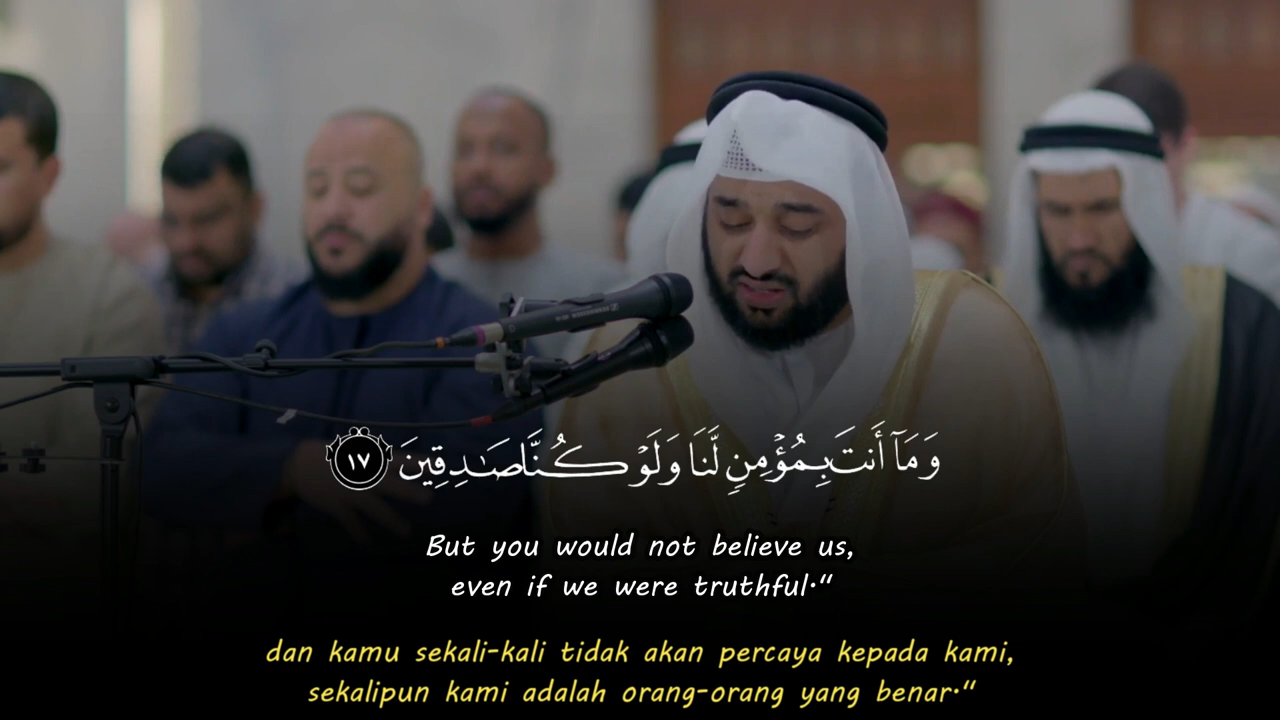 وَمَآ أَنتَ بِمُؤْمِنٍ لَّنَا وَلَوْ كُنَّا صَـٰدِقِينَ ١٧
But you would not believe us,
even if we were truthful."
dan kamu sekali-kali tidak akan percaya kepada kami,
sekalipun kami adalah orang-orang yang benar."